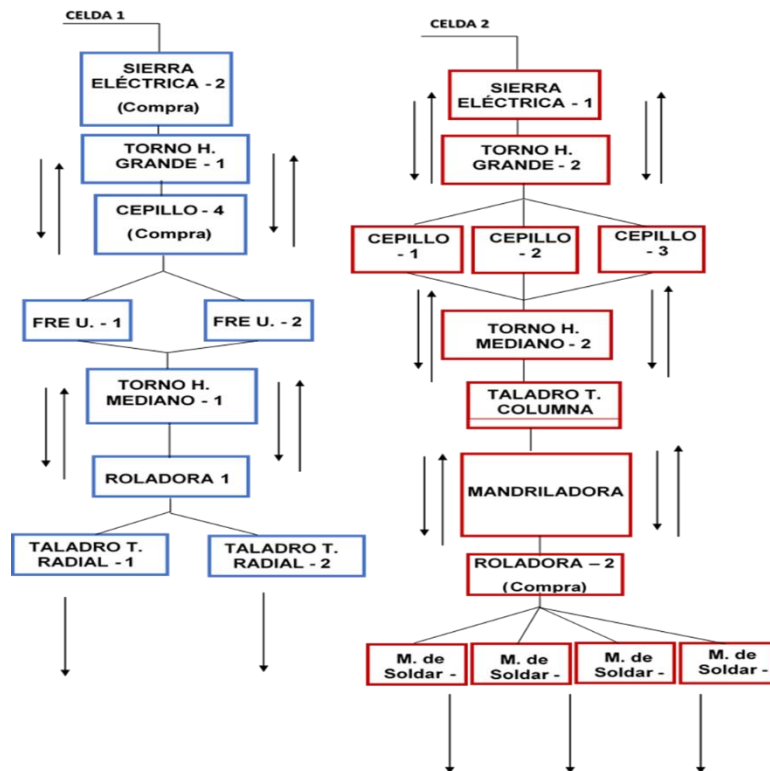 CELDA 1
SIERRA
ELÉCTRICA - 2
(Compra)
TORNO H.
GRANDE - 1
CEPILLO - 4
(Compra)
FRE U. - 1
FRE U. - 2
TORNO H.
MEDIANO - 1
ROLADORA 1
TALADRO T.
RADIAL - 1
TALADRO T.
RADIAL - 2
CELDA 2
SIERRA
ELÉCTRICA - 1
TORNO H.
GRANDE - 2
CEPILLO
- 1
CEPILLO
- 2
CEPILLO
- 3
TORNO H.
MEDIANO - 2
TALADRO T.
COLUMNA
MANDRILADORA
ROLADORA – 2
(Compra)
M. de
Soldar -
M. de
Soldar -
M. de
Soldar -
M. de
Soldar -